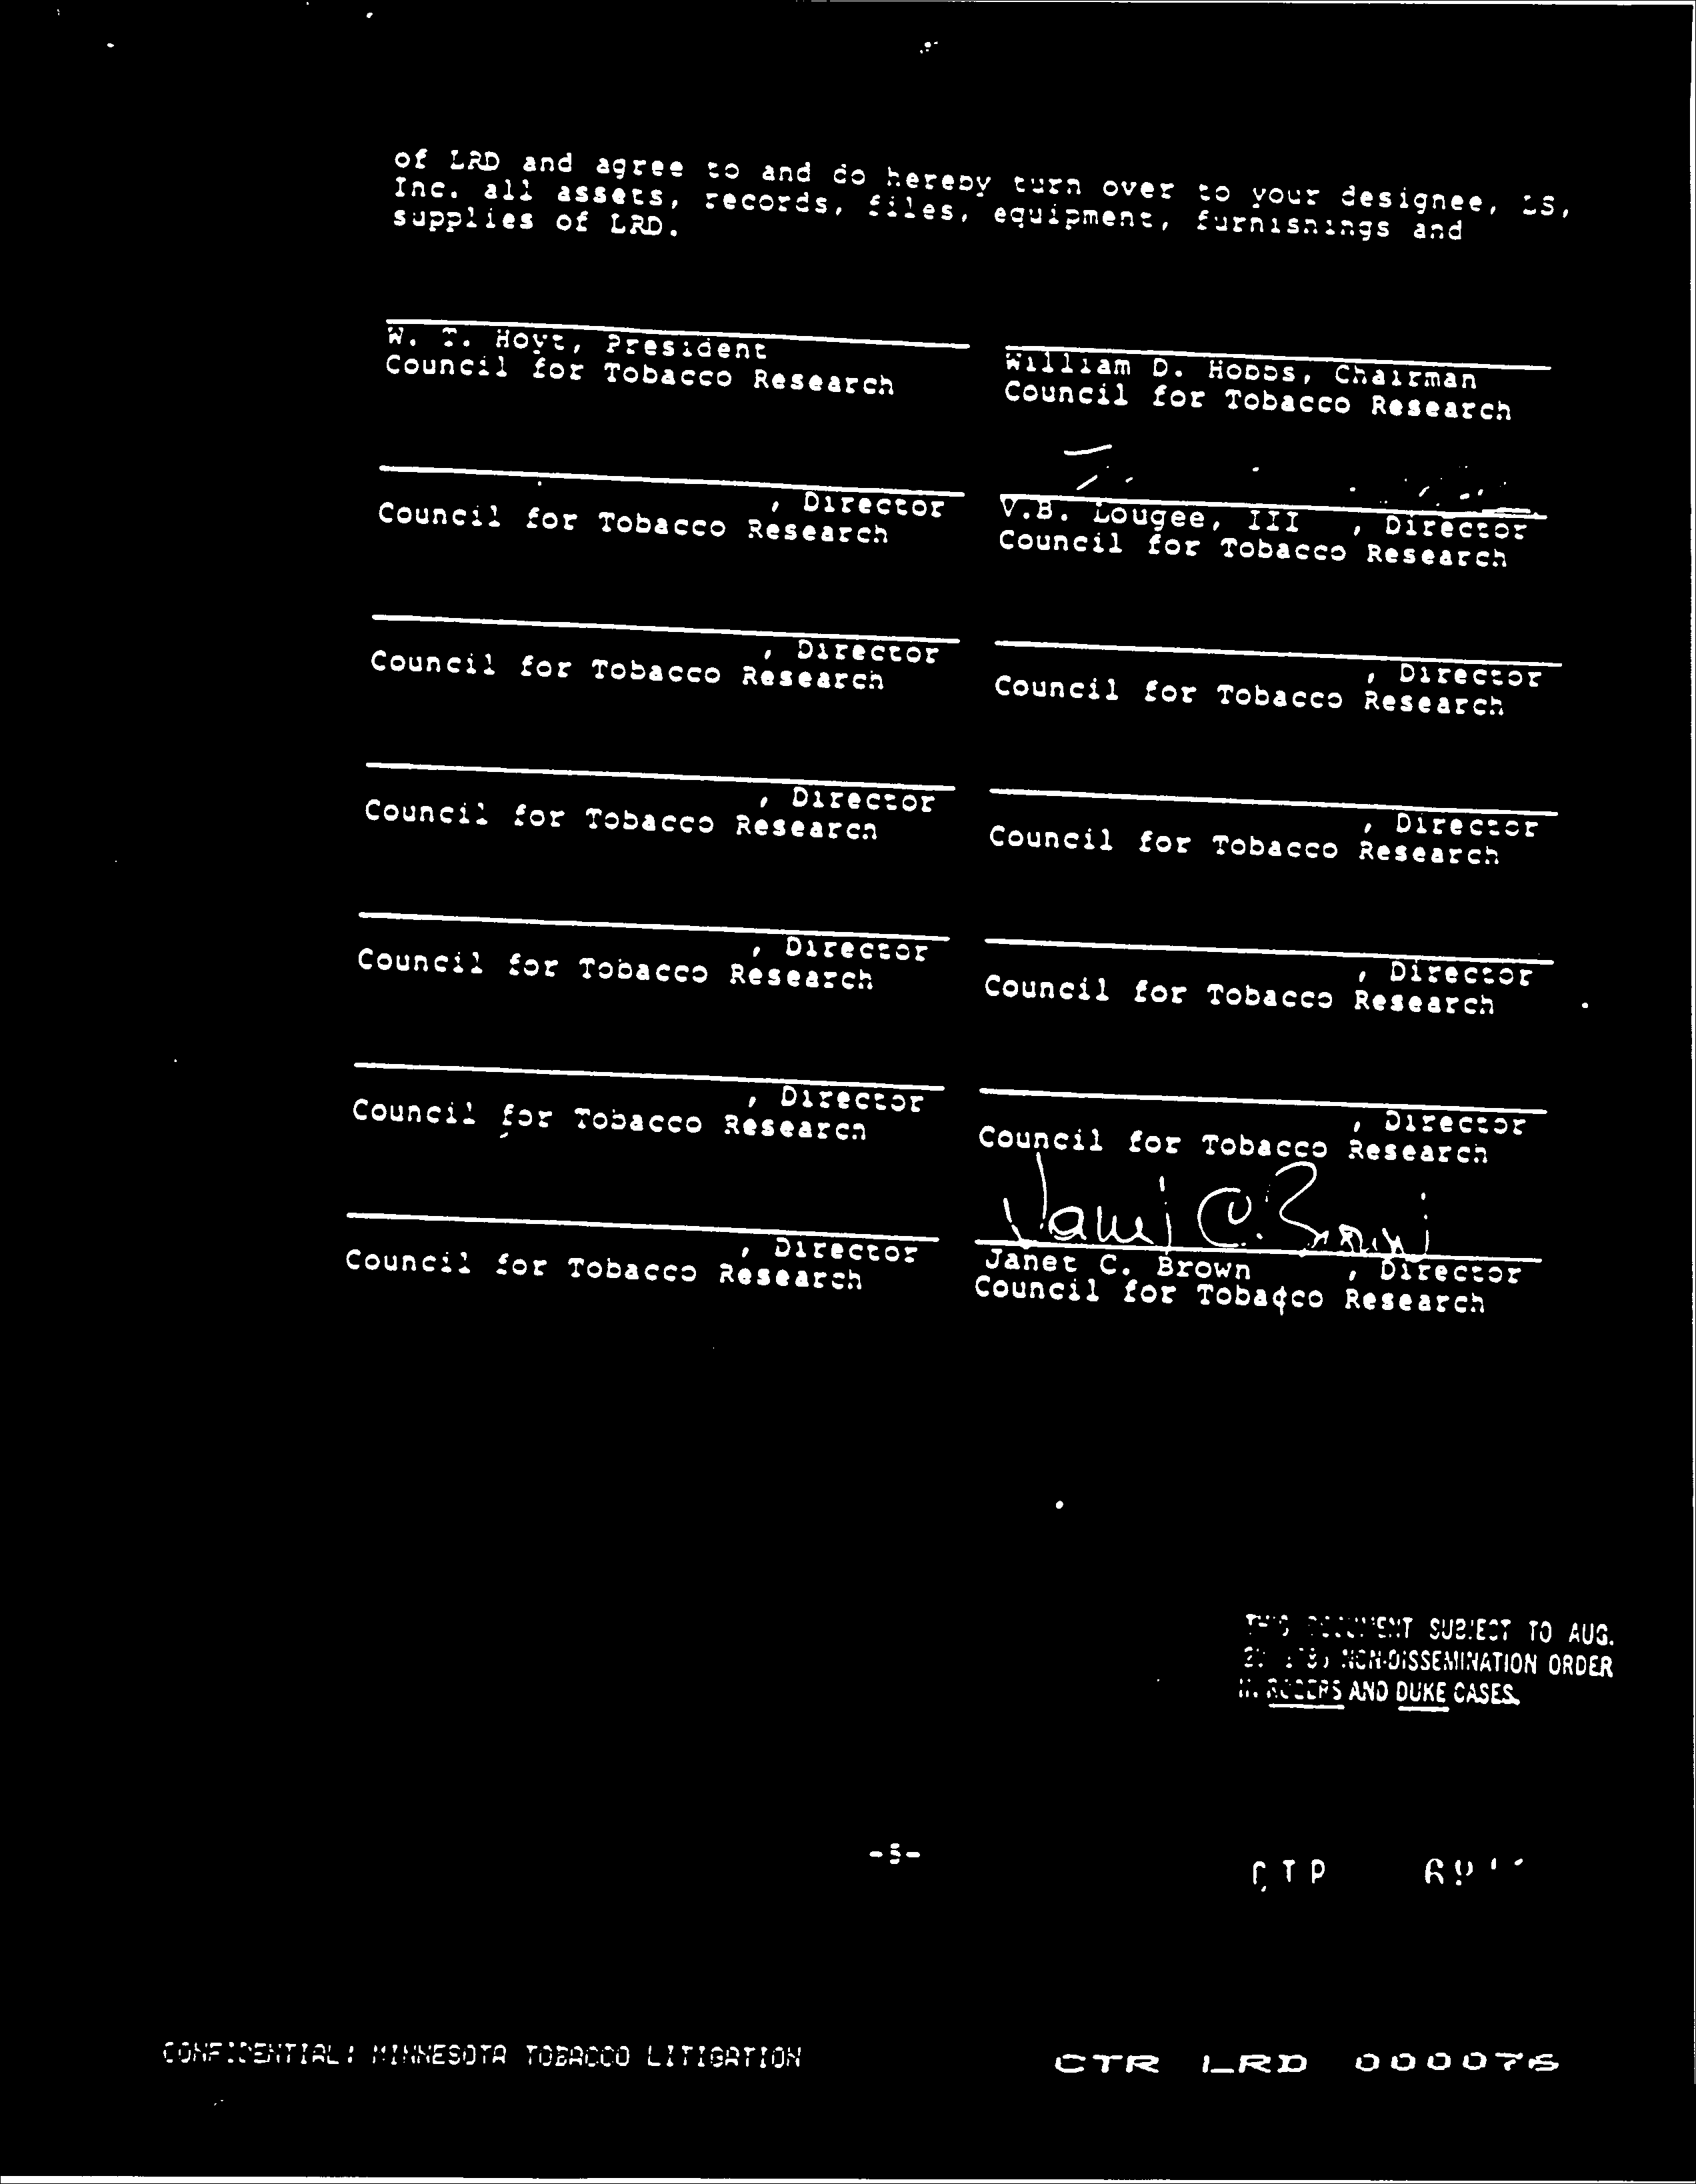 of LRD and agree to and do hereby turn over to your designee, LS,
Inc. all assets, records, files, equipment, furnishings and
supplies of LRD.
W. T. Hoyt, President
Council for Tobacco Research
William D. Hobbs, Chairman
Council for Tobacco Research
, Director
Council for Tobacco Research
V.B. Lougee, III , Director
Council for Tobacco Research
, Director
Council for Tobacco Research
, Director
Council for Tobacco Research
, Director
Council for Tobacco Research
, Director
Council for Tobacco Research
, Director
Council for Tobacco Research
, Director
Council for Tobacco Research
, Director
Council for Tobacco Research
, Director
Council for Tobacco Research
, Director
Council for Tobacco Research
Janet C. Brown
Janet C. Brown , Director
Council for Tobacco Research
THIS DOCUMENT SUBJECT TO AUG.
NON-DISSEMINATION ORDER
IN ROGERS AND DUKE CASES.
-5-
CTR
CONFIDENTIAL: MINNESOTA TOBACCO LITIGATION
CTR LRD 000076